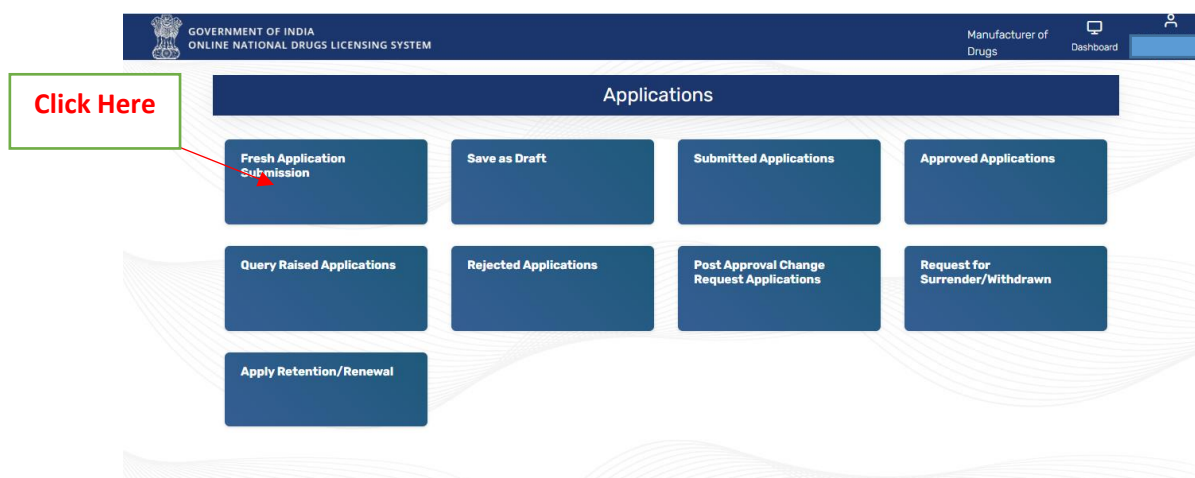 GOVERNMENT OF INDIA
ONLINE NATIONAL DRUGS LICENSING SYSTEM
Manufacturer of
Drugs
Dashboard
Click Here
Applications
Fresh Application
Submission
Save as Draft
Submitted Applications
Approved Applications
Query Raised Applications
Rejected Applications
Post Approval Change
Request Applications
Request for
Surrender/Withdrawn
Apply Retention/Renewal